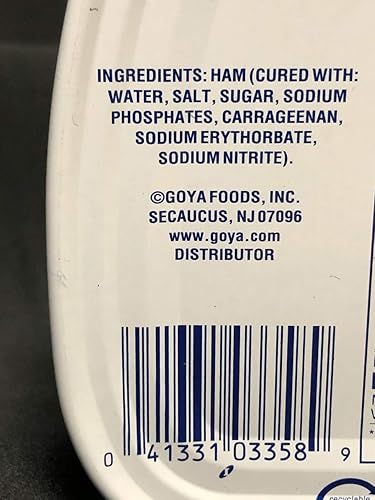 INGREDIENTS: HAM (CURED WITH:
WATER, SALT, SUGAR, SODIUM
PHOSPHATES, CARRAGEENAN,
SODIUM ERYTHORBATE,
SODIUM NITRITE).
©GOYA FOODS, INC.
SECAUCUS, NJ 07096
www.goya.com
DISTRIBUTOR
0 41331 03358 9
recyclable